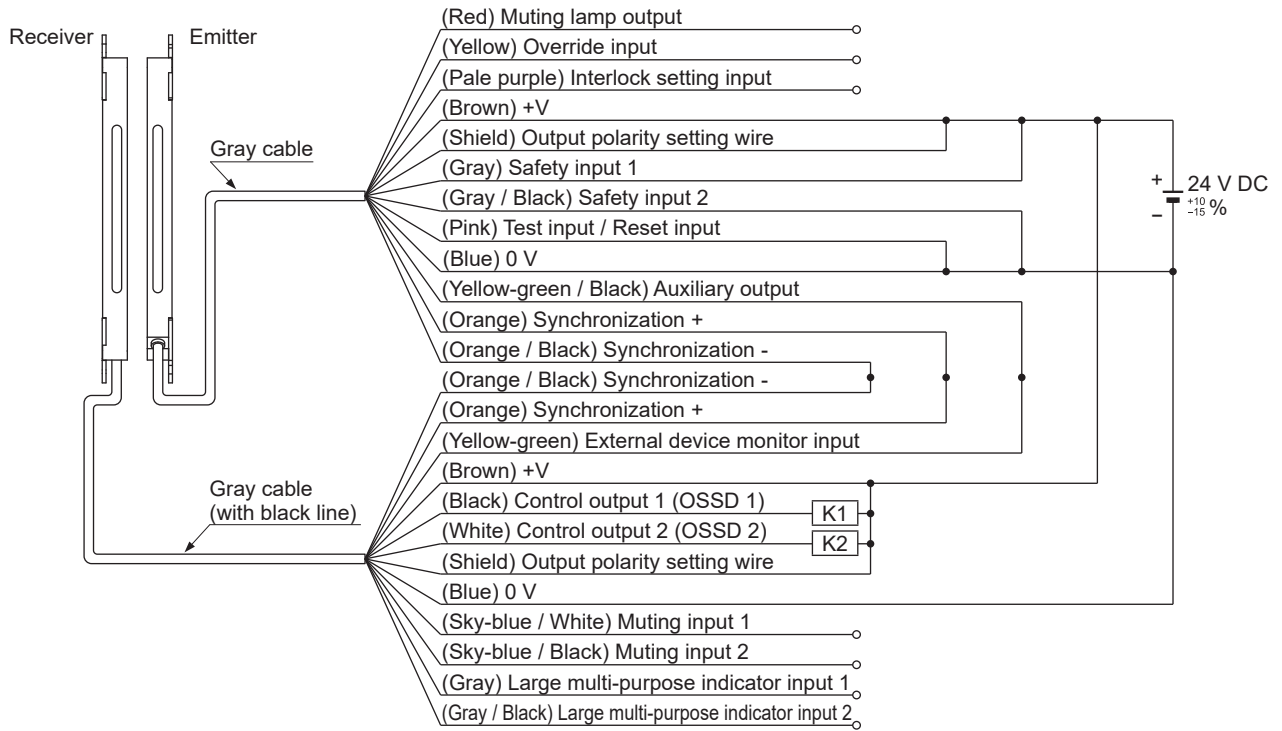 Receiver
Emitter
Gray cable
Gray cable
(with black line)
(Red) Muting lamp output
(Yellow) Override input
(Pale purple) Interlock setting input
(Brown) +V
(Shield) Output polarity setting wire
(Gray) Safety input 1
(Gray / Black) Safety input 2
(Pink) Test input / Reset input
(Blue) 0 V
(Yellow-green / Black) Auxiliary output
(Orange) Synchronization +
(Orange / Black) Synchronization -
(Orange / Black) Synchronization -
(Orange) Synchronization +
(Yellow-green) External device monitor input
(Brown) +V
(Black) Control output 1 (OSSD 1)
K1
(White) Control output 2 (OSSD 2)
K2
(Shield) Output polarity setting wire
(Blue) 0 V
(Sky-blue / White) Muting input 1
(Sky-blue / Black) Muting input 2
(Gray) Large multi-purpose indicator input 1
(Gray / Black) Large multi-purpose indicator input 2
+
24 V DC
+10
-15 %
−